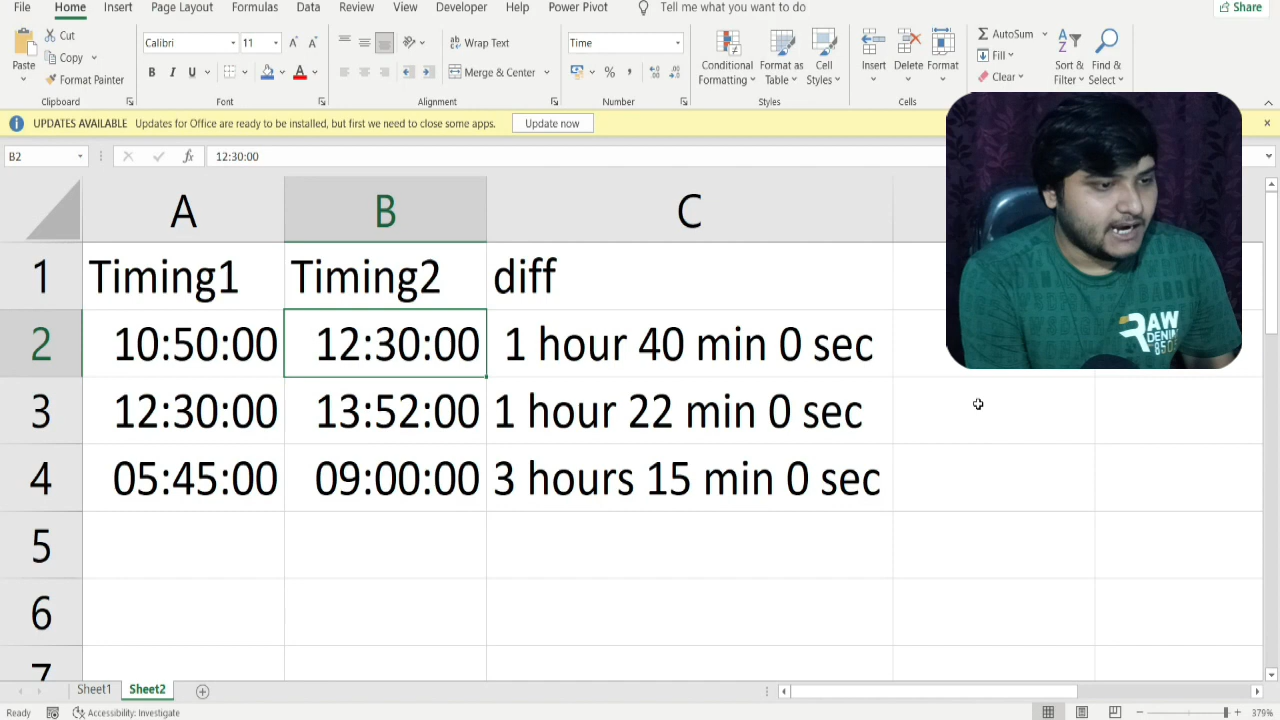 File Home Insert Page Layout Formulas Data Review View Developer Help Power Pivot Tell me what you want to do Share
Cut
Copy
Format Painter
Paste
Calibri 11
B I U
Wrap Text
Merge & Center
Time
Conditional Formatting
Format as Table
Cell Styles
Insert
Delete
Format
AutoSum
Fill
Clear
Sort & Filter
Find & Select
Clipboard Font Alignment Number Styles Cells
UPDATES AVAILABLE Updates for Office are ready to be installed, but first we need to close some apps. Update now
B2 fx 12:30:00
A B C
1 Timing1 Timing2 diff
2 10:50:00 12:30:00 1 hour 40 min 0 sec
3 12:30:00 13:52:00 1 hour 22 min 0 sec
4 05:45:00 09:00:00 3 hours 15 min 0 sec
5
6
7
RAW
DENIM
Sheet1 Sheet2
Ready Accessibility: Investigate 379%